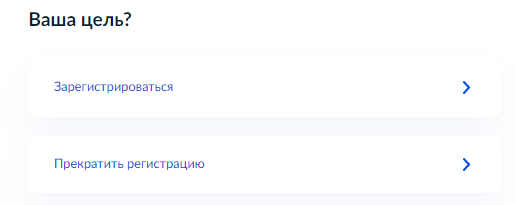 Ваша цель?
Зарегистрироваться
Прекратить регистрацию